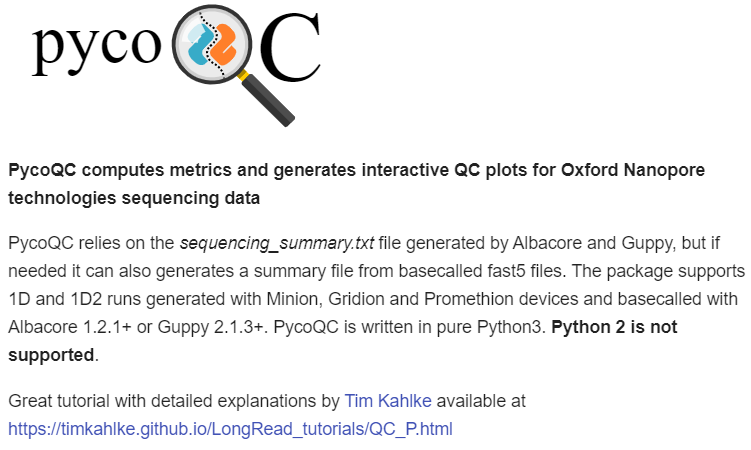 pycoQC
PycoQC computes metrics and generates interactive QC plots for Oxford Nanopore
technologies sequencing data
PycoQC relies on the sequencing_summary.txt file generated by Albacore and Guppy, but if
needed it can also generates a summary file from basecalled fast5 files. The package supports
1D and 1D2 runs generated with Minion, Gridion and Promethion devices and basecalled with
Albacore 1.2.1+ or Guppy 2.1.3+. PycoQC is written in pure Python3. Python 2 is not
supported.
Great tutorial with detailed explanations by Tim Kahlke available at
https://timkahlke.github.io/LongRead_tutorials/QC_P.html